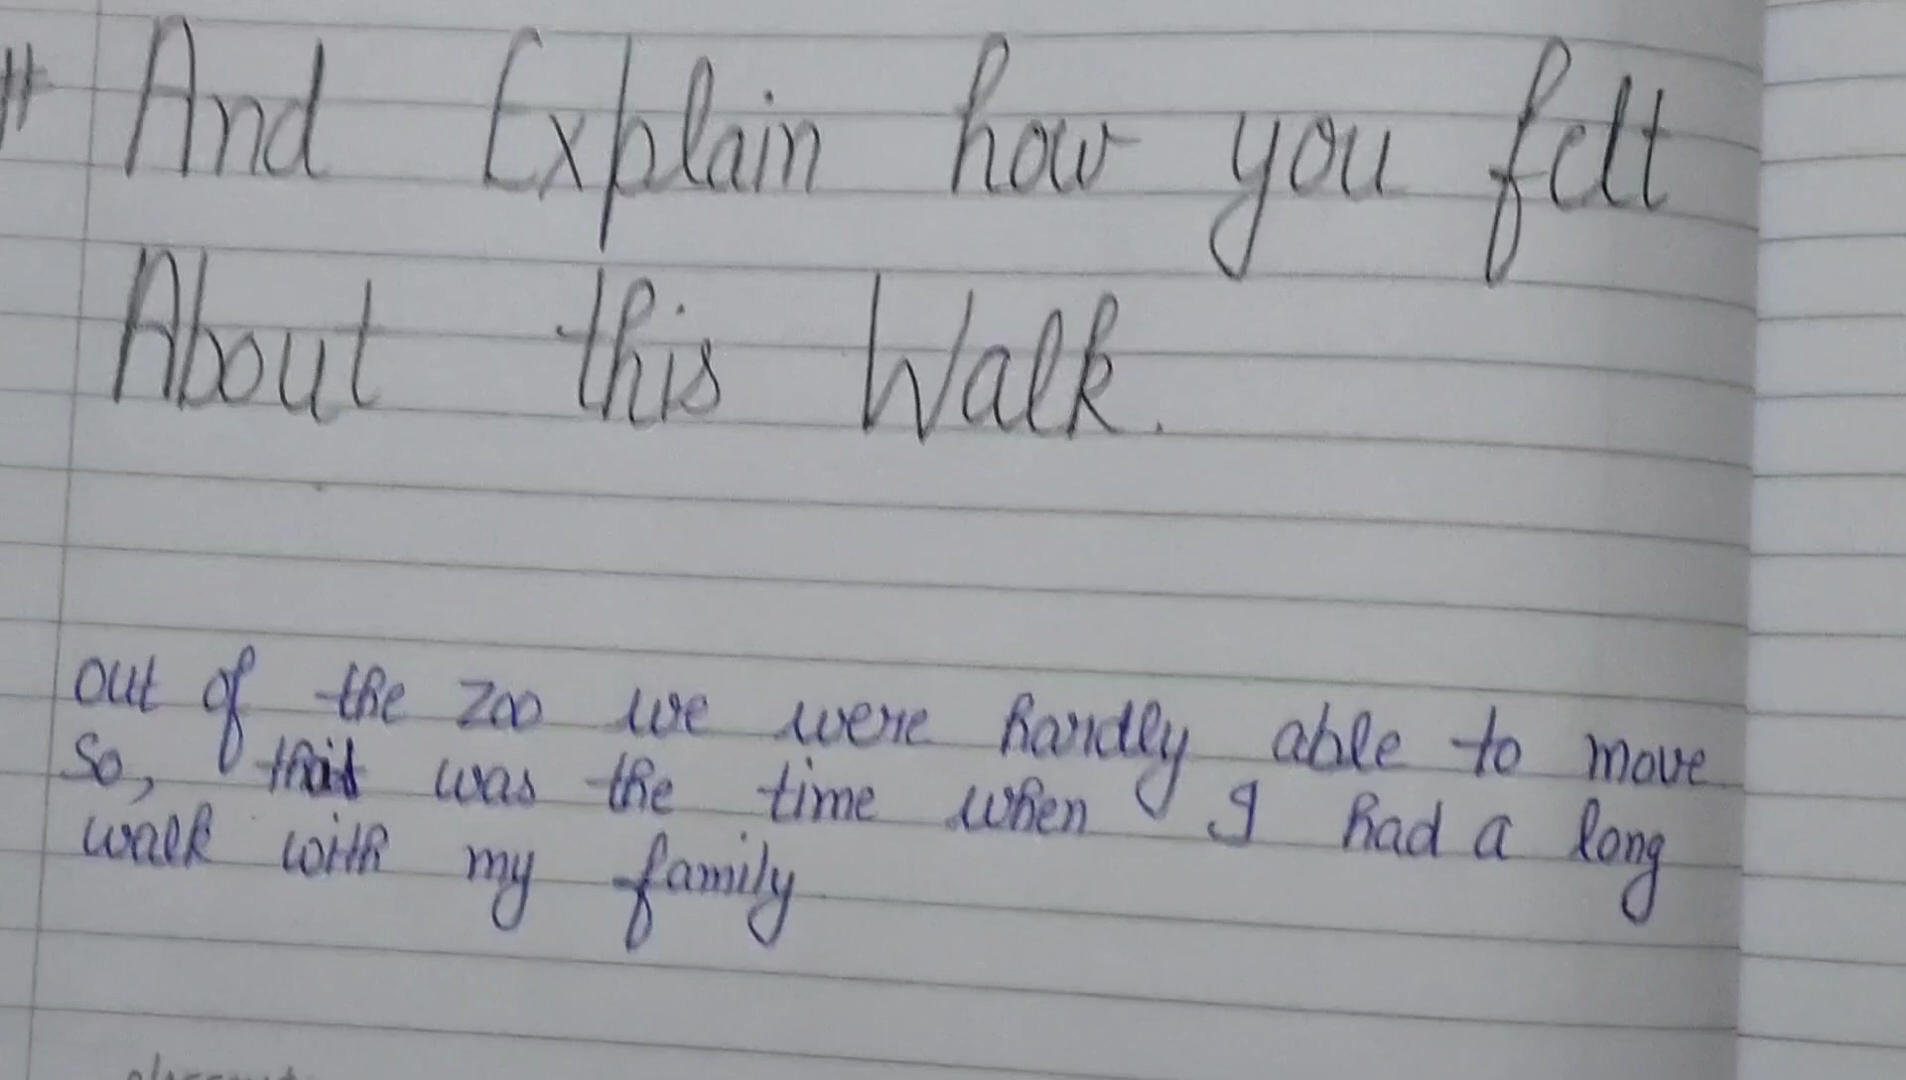 # And Explain how you felt
About this Walk.
out of the zoo we were hardly able to move
so, that was the time when I had a long
walk with my family